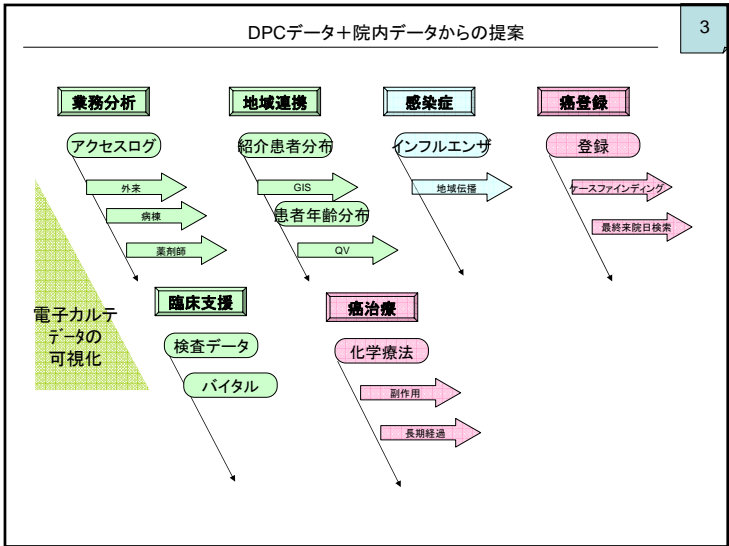 DPCデータ＋院内データからの提案
3
業務分析
アクセスログ
外来
病棟
薬剤師
地域連携
紹介患者分布
GIS
患者年齢分布
QV
感染症
インフルエンザ
地域伝播
癌登録
登録
ケースファインディング
最終来院日検索
電子カルテ
データの
可視化
臨床支援
検査データ
バイタル
癌治療
化学療法
副作用
長期経過